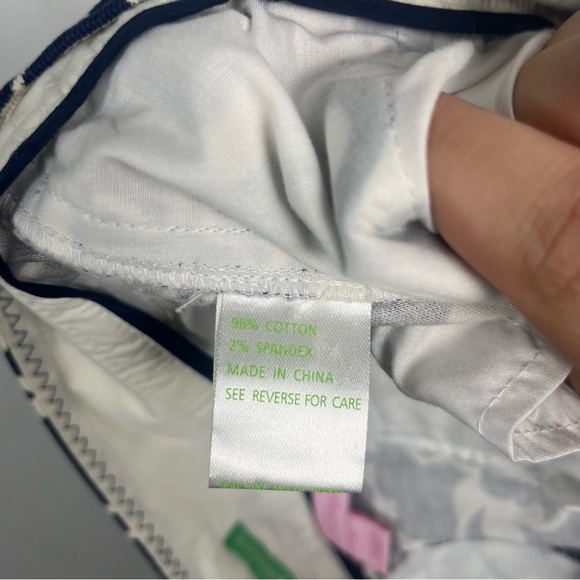 98% COTTON
2% SPANDEX
MADE IN CHINA
SEE REVERSE FOR CARE